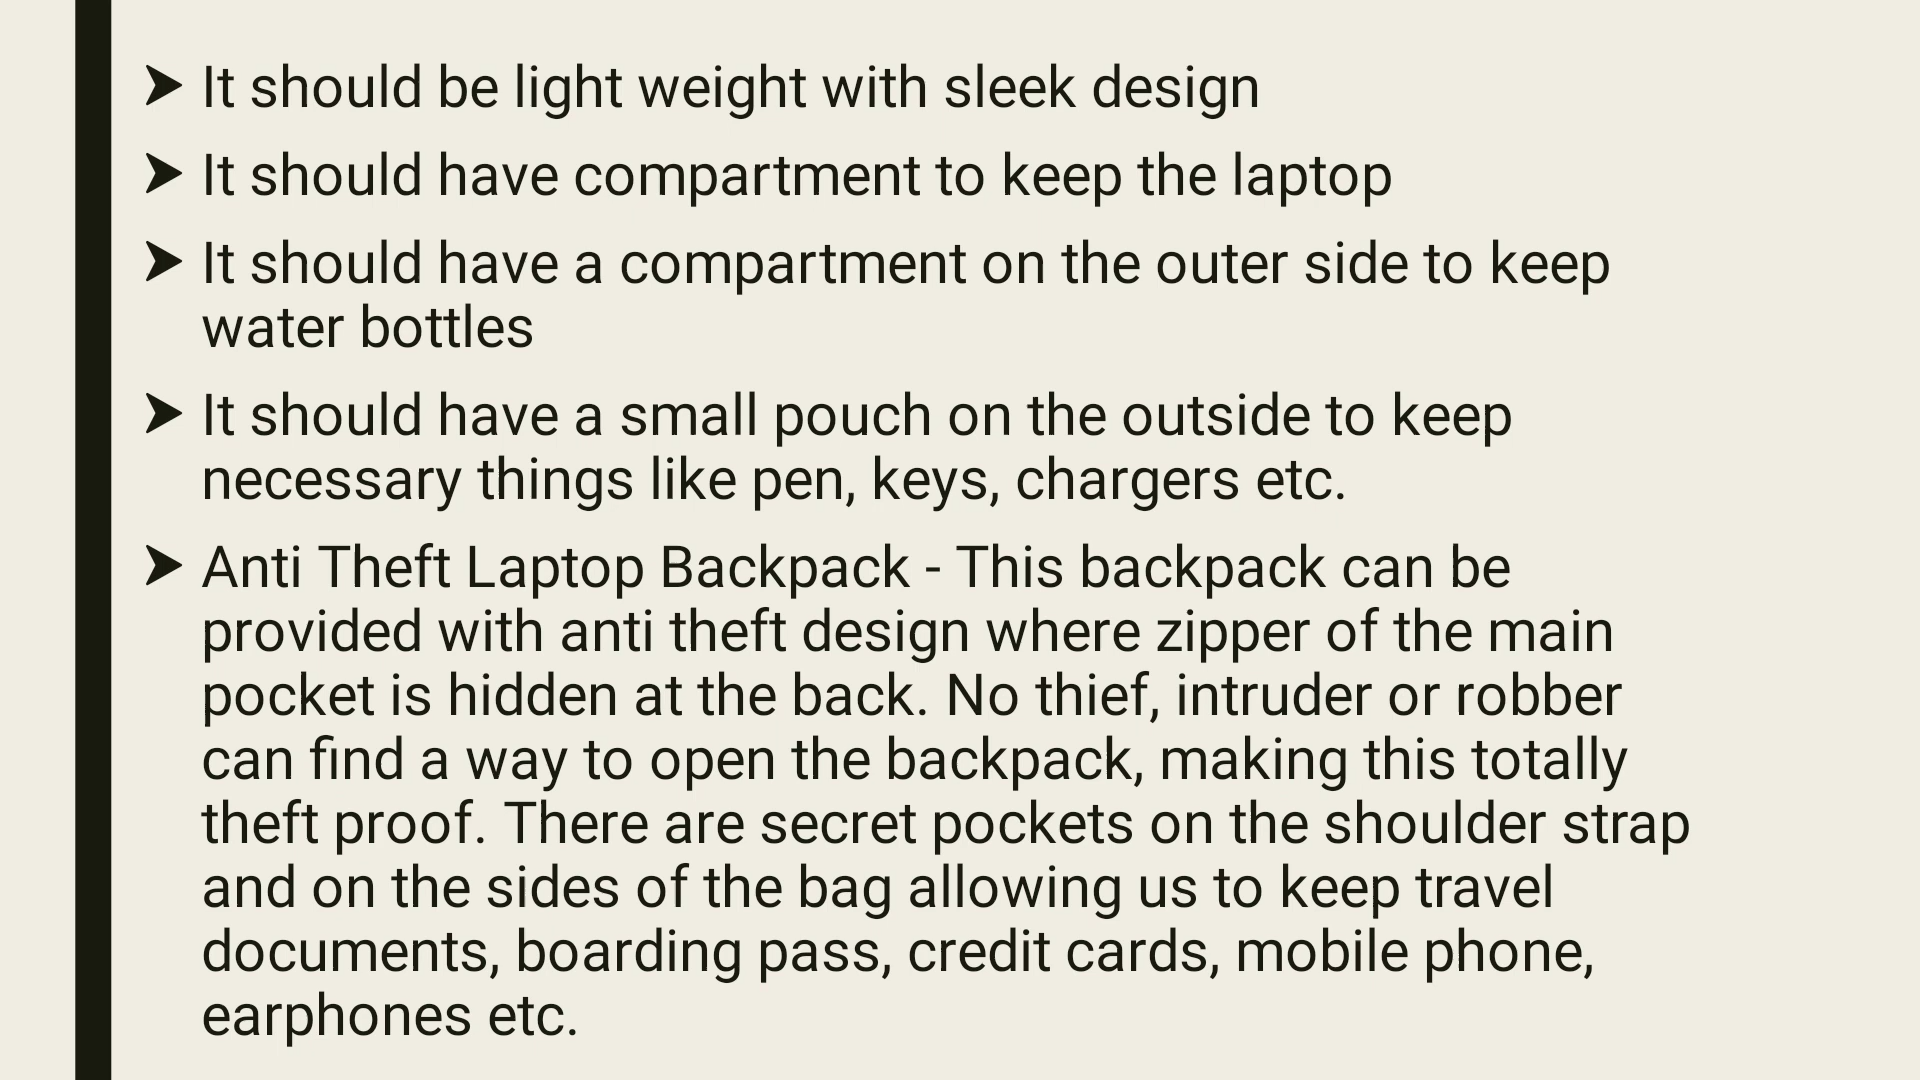 ➤ It should be light weight with sleek design
➤ It should have compartment to keep the laptop
➤ It should have a compartment on the outer side to keep
water bottles
➤ It should have a small pouch on the outside to keep
necessary things like pen, keys, chargers etc.
➤ Anti Theft Laptop Backpack - This backpack can be
provided with anti theft design where zipper of the main
pocket is hidden at the back. No thief, intruder or robber
can find a way to open the backpack, making this totally
theft proof. There are secret pockets on the shoulder strap
and on the sides of the bag allowing us to keep travel
documents, boarding pass, credit cards, mobile phone,
earphones etc.